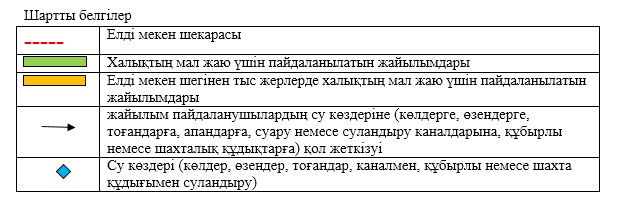 Шартты белгілер
Елді мекен шекарасы
Халықтың мал жаю үшін пайдаланылатын жайылымдары
Елді мекен шегінен тыс жерлерде халықтың мал жаю үшін пайдаланылатын
жайылымдары
жайылым пайдаланушылардың су көздеріне (көлдерге, өзендерге,
тоғандарға, апандарға, суару немесе суландыру каналдарына, құбырлы
немесе шахталық құдықтарға) қол жеткізуі
Су көздері (көлдер, өзендер, тоғандар, каналмен, құбырлы немесе шахта
құдығымен суландыру)